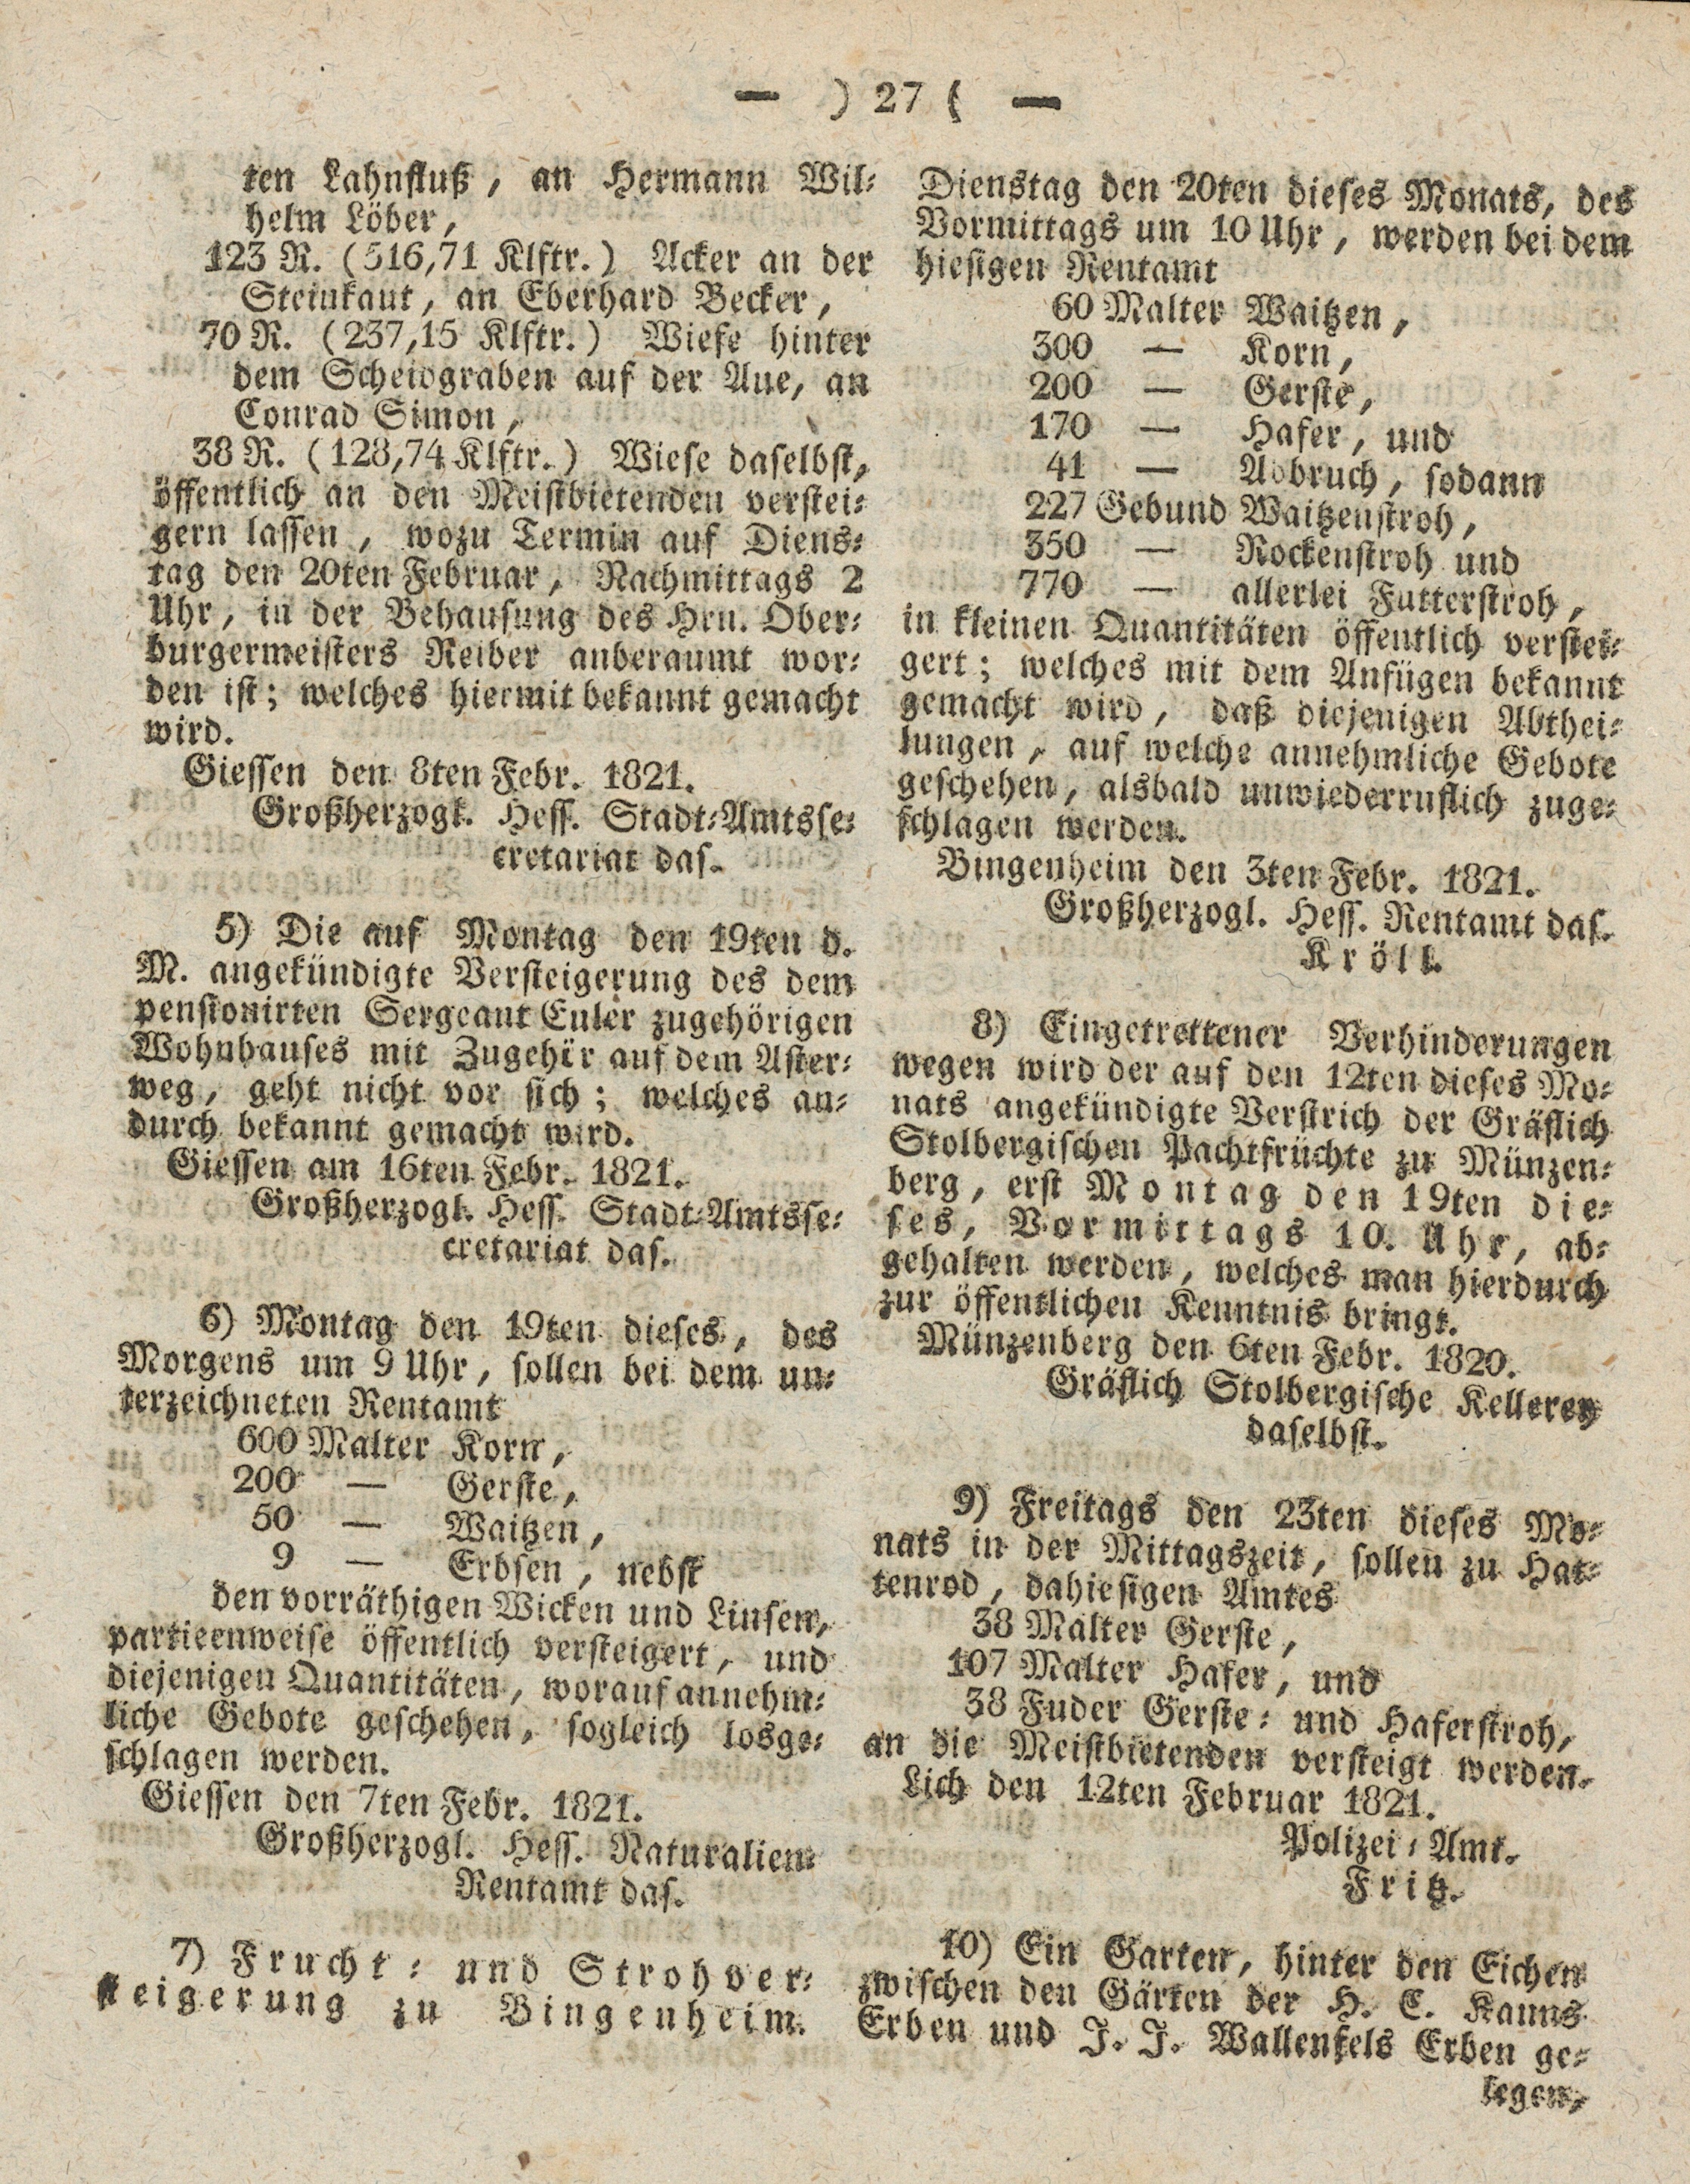 — ) 27 ( —
ten Lahnfluß, an Hermann Wil-
helm Löber,
123 R. (516,71 Klftr.) Acker an der
Steinkaut, an Eberhard Becker,
70 R. (237,15 Klftr.) Wiese hinter
dem Scheidgraben auf der Aue, an
Conrad Simon,
38 R. (128,74 Klftr.) Wiese daselbst,
öffentlich an den Meistbietenden verstei-
gern lassen, wozu Termin auf Diens-
tag den 20ten Februar, Nachmittags 2
Uhr, in der Behausung des Hrn. Ober-
burgermeisters Reiber anberaumt wor-
den ist; welches hiermit bekannt gemacht
wird.
Giessen den 8ten Febr. 1821.
Großherzogl. Hess. Stadt-Amtsse-
cretariat das.
5) Die auf Montag den 19ten d.
M. angekündigte Versteigerung des dem
pensionirten Sergeant Euler zugehörigen
Wohnhauses mit Zugehör auf dem Aster-
weg, geht nicht vor sich; welches an-
durch bekannt gemacht wird.
Giessen am 16ten Febr. 1821.
Großherzogl. Hess. Stadt-Amtsse-
cretariat das.
6) Montag den 19ten dieses, des
Morgens um 9 Uhr, sollen bei dem un-
terzeichneten Rentamt
600 Malter Korn,
200 — Gerste,
50 — Waitzen,
9 — Erbsen, nebst
den vorräthigen Wicken und Linsen,
partieenweise öffentlich versteigert, und
diejenigen Quantitäten, worauf annehm-
liche Gebote geschehen, sogleich losge-
schlagen werden.
Giessen den 7ten Febr. 1821.
Großherzogl. Hess. Naturalien-
Rentamt das.
7) Frucht- und Strohver-
steigerung zu Bingenheim.
Dienstag den 20ten dieses Monats, des
Vormittags um 10 Uhr, werden bei dem
hiesigen Rentamt
60 Malter Waitzen,
300 — Korn,
200 — Gerste,
170 — Hafer, und
41 — Abbruch, sodann
227 Gebund Waitzenstroh,
350 — Rockenstroh und
770 — allerlei Futterstroh,
in kleinen Quantitäten öffentlich verstei-
gert; welches mit dem Anfügen bekannt
gemacht wird, daß diejenigen Abthei-
lungen, auf welche annehmliche Gebote
geschehen, alsbald unwiederruflich zuge-
schlagen werden.
Bingenheim den 3ten Febr. 1821.
Großherzogl. Hess. Rentamt das.
Kröll.
8) Eingetrettener Verhinderungen
wegen wird der auf den 12ten dieses Mo-
nats angekündigte Verstrich der Gräflich
Stolbergischen Pachtfrüchte zu Münzen-
berg, erst Montag den 19ten die-
ses, Vormittags 10. Uhr, ab-
gehalten werden, welches man hierdurch
zur öffentlichen Kenntnis bringt.
Münzenberg den 6ten Febr. 1820.
Gräflich Stolbergische Kellerey
daselbst.
9) Freitags den 23ten dieses Mo-
nats in der Mittagszeit, sollen zu Hat-
tenrod, dahiesigen Amtes
38 Malter Gerste,
107 Malter Hafer, und
38 Fuder Gerste- und Haferstroh,
an die Meistbietenden versteigt werden.
Lich den 12ten Februar 1821.
Polizei-Amt.
Fritz.
10) Ein Garten, hinter den Eichen
zwischen den Gärten der H. C. Kanns
Erben und J. J. Wallenfels Erben ge-
legen,